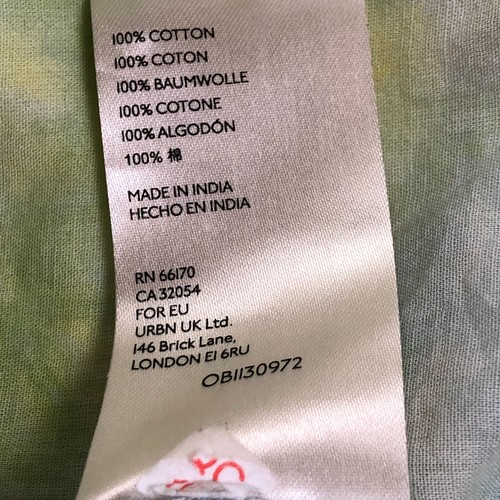 100% COTTON
100% COTON
100% BAUMWOLLE
100% COTONE
100% ALGODÓN
100% 棉
MADE IN INDIA
HECHO EN INDIA
RN 66170
CA 32054
FOR EU
URBN UK Ltd.
146 Brick Lane,
LONDON E1 6RU
OB1130972